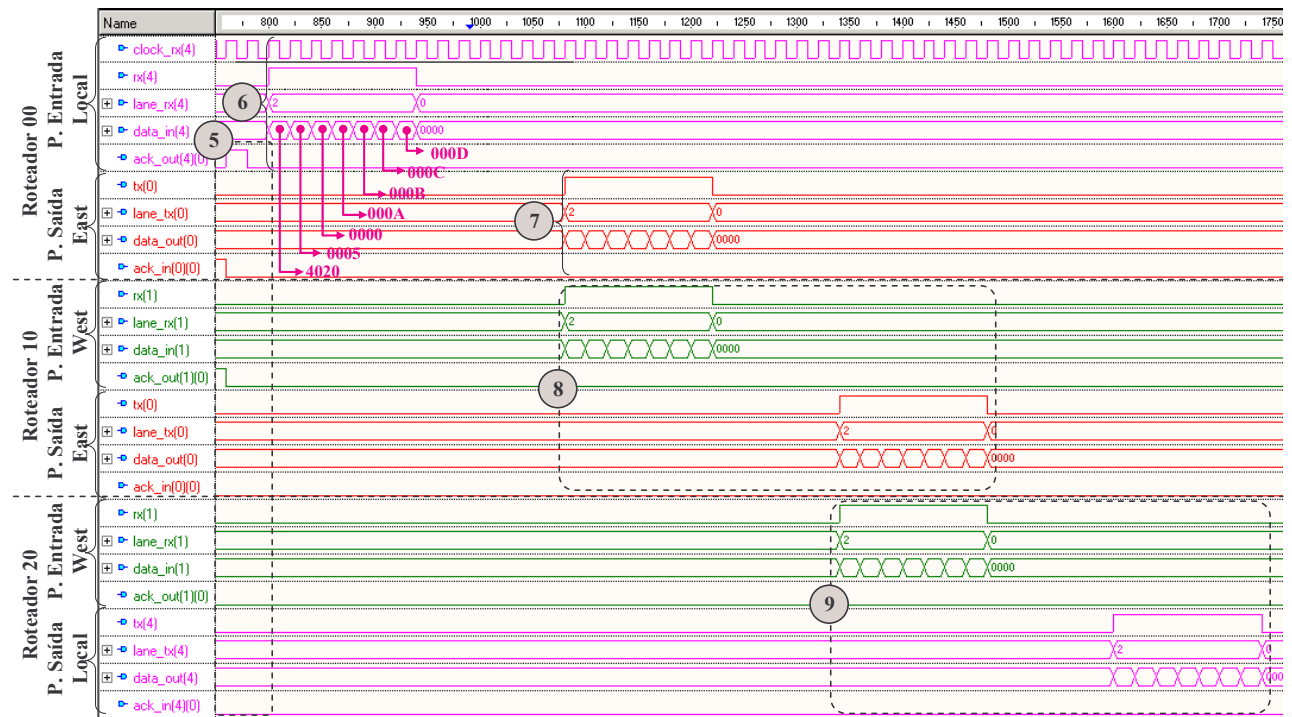 Name 800 850 900 950 1000 1050 1100 1150 1200 1250 1300 1350 1400 1450 1500 1550 1600 1650 1700 1750
Roteador 00
P. Entrada
Local
clock_rx(4)
rx(4)
lane_rx(4) 2 0
data_in(4) 0000
ack_out(4)(0)
6
5
000D
000C
000B
000A
0000
0005
4020
P. Saída
East
tx(0)
lane_tx(0) 2 0
data_out(0) 0000
ack_in(0)(0)
7
Roteador 10
P. Entrada
West
rx(1)
lane_rx(1) 2 0
data_in(1) 0000
ack_out(1)(0)
8
P. Saída
East
tx(0)
lane_tx(0) 2 0
data_out(0) 0000
ack_in(0)(0)
Roteador 20
P. Entrada
West
rx(1)
lane_rx(1) 2 0
data_in(1) 0000
ack_out(1)(0)
9
P. Saída
Local
tx(4)
lane_tx(4) 2 0
data_out(4) 000
ack_in(4)(0)